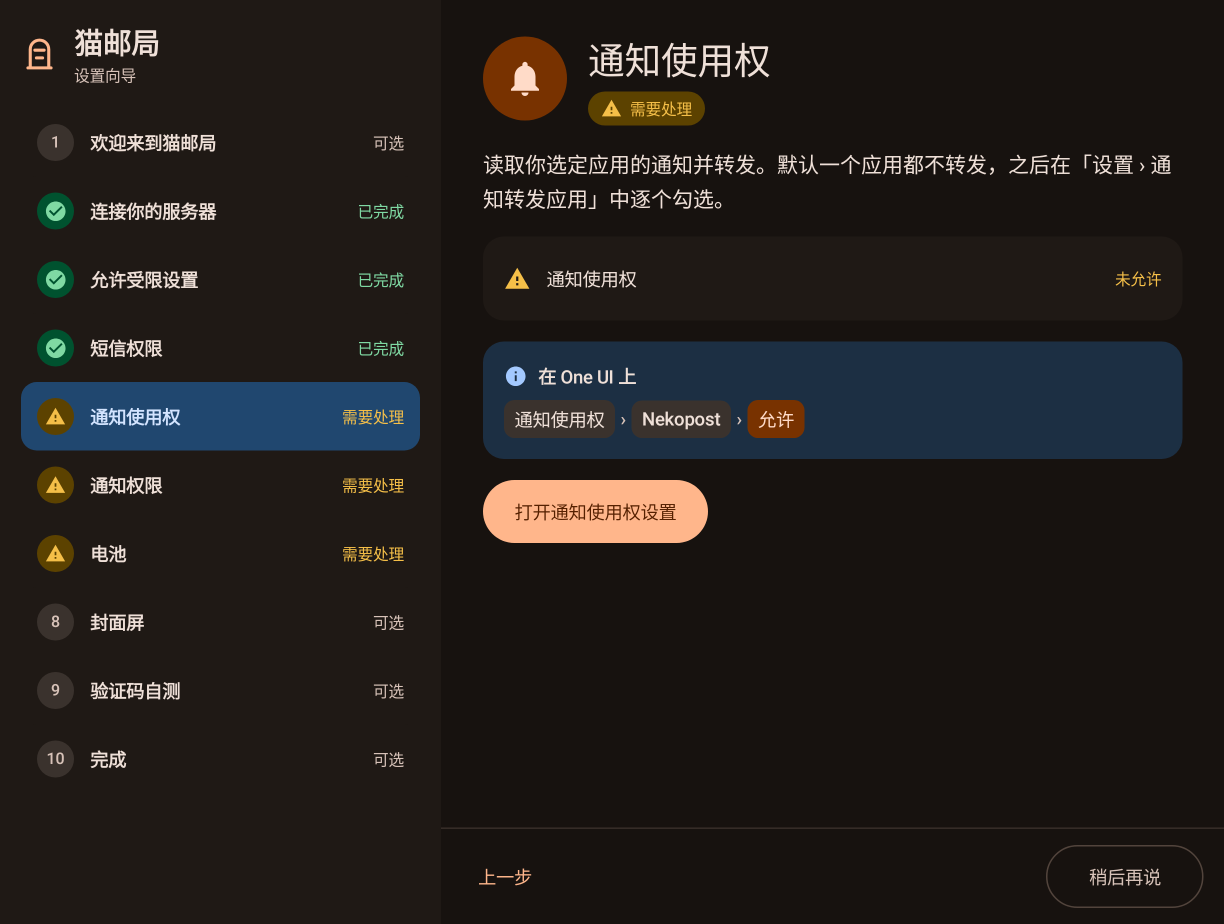 猫邮局
设置向导
1 欢迎来到猫邮局 可选
连接你的服务器 已完成
允许受限设置 已完成
短信权限 已完成
通知使用权 需要处理
通知权限 需要处理
电池 需要处理
8 封面屏 可选
9 验证码自测 可选
10 完成 可选
通知使用权
需要处理
读取你选定应用的通知并转发。默认一个应用都不转发，之后在「设置 › 通
知转发应用」中逐个勾选。
通知使用权 未允许
在 One UI 上
通知使用权 › Nekopost › 允许
打开通知使用权设置
上一步 稍后再说